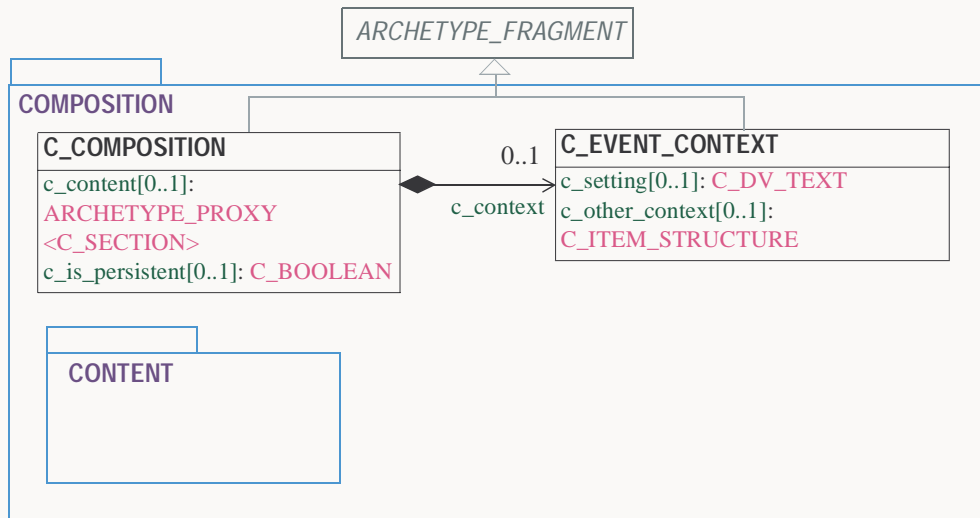 ARCHETYPE_FRAGMENT
COMPOSITION
C_COMPOSITION
c_content[0..1]:
ARCHETYPE_PROXY
<C_SECTION>
c_is_persistent[0..1]: C_BOOLEAN
0..1
c_context
C_EVENT_CONTEXT
c_setting[0..1]: C_DV_TEXT
c_other_context[0..1]:
C_ITEM_STRUCTURE
CONTENT